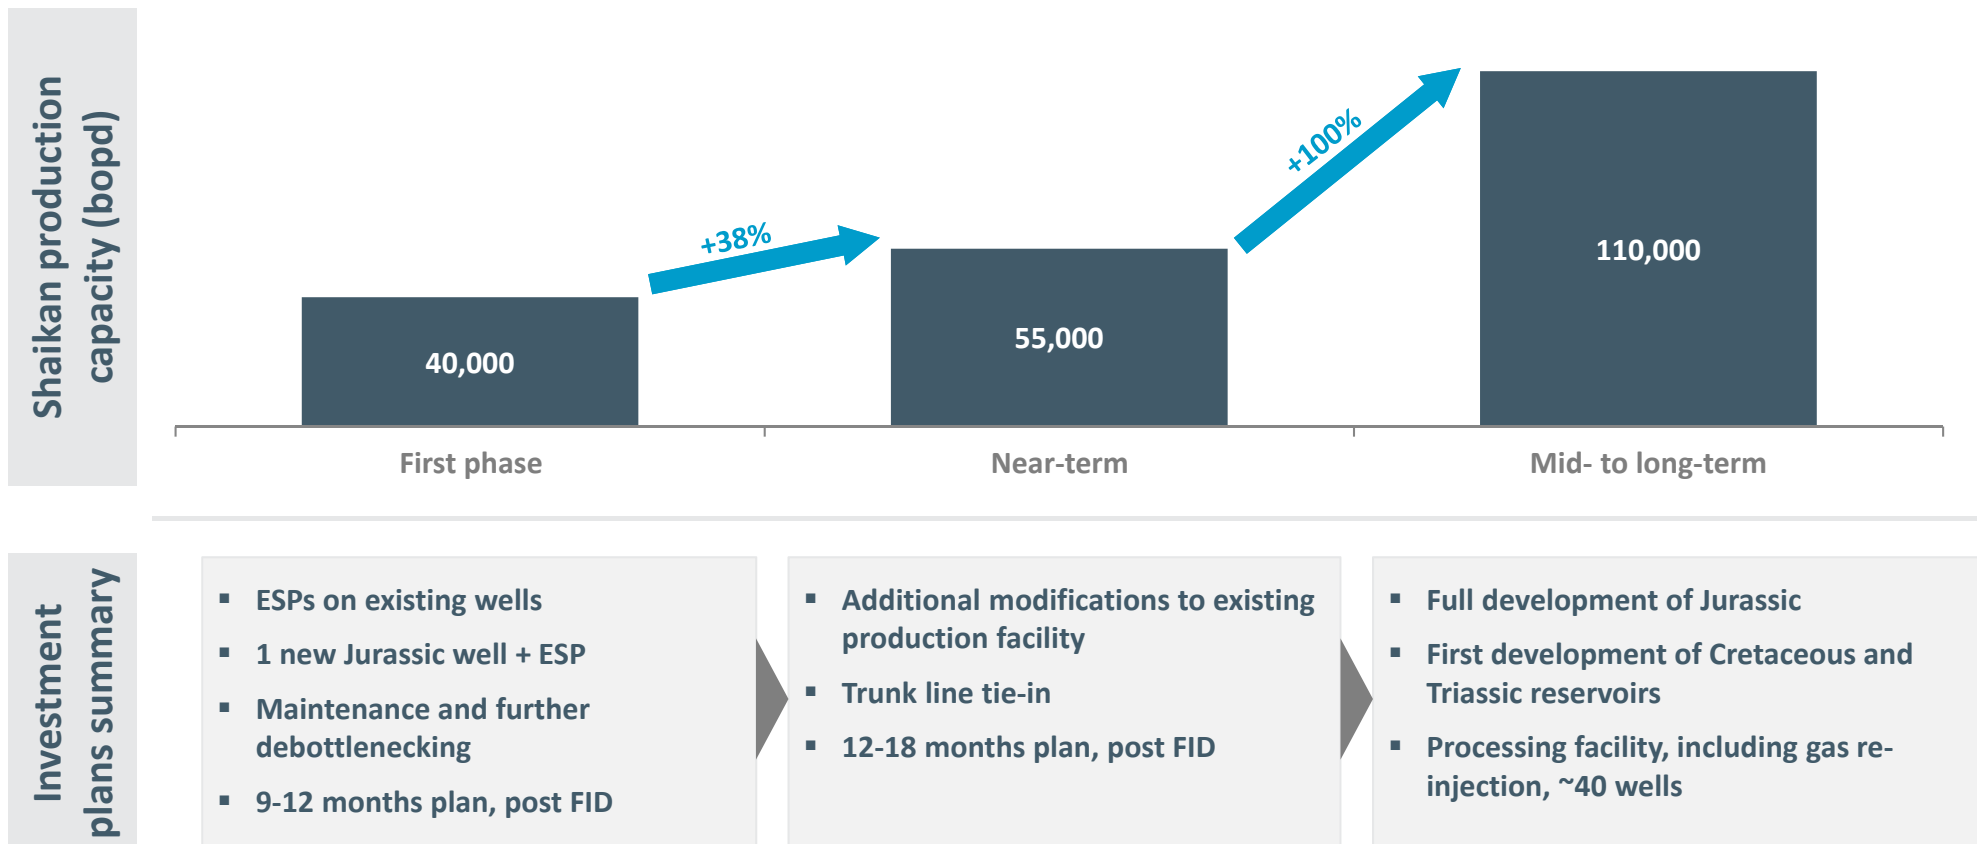 Shaikan production
capacity (bopd)
+38%
+100%
40,000
55,000
110,000
First phase
Near-term
Mid- to long-term
Investment
plans summary
▪ ESPs on existing wells
▪ 1 new Jurassic well + ESP
▪ Maintenance and further
debottlenecking
▪ 9-12 months plan, post FID
▪ Additional modifications to existing
production facility
▪ Trunk line tie-in
▪ 12-18 months plan, post FID
▪ Full development of Jurassic
▪ First development of Cretaceous and
Triassic reservoirs
▪ Processing facility, including gas re-
injection, ~40 wells